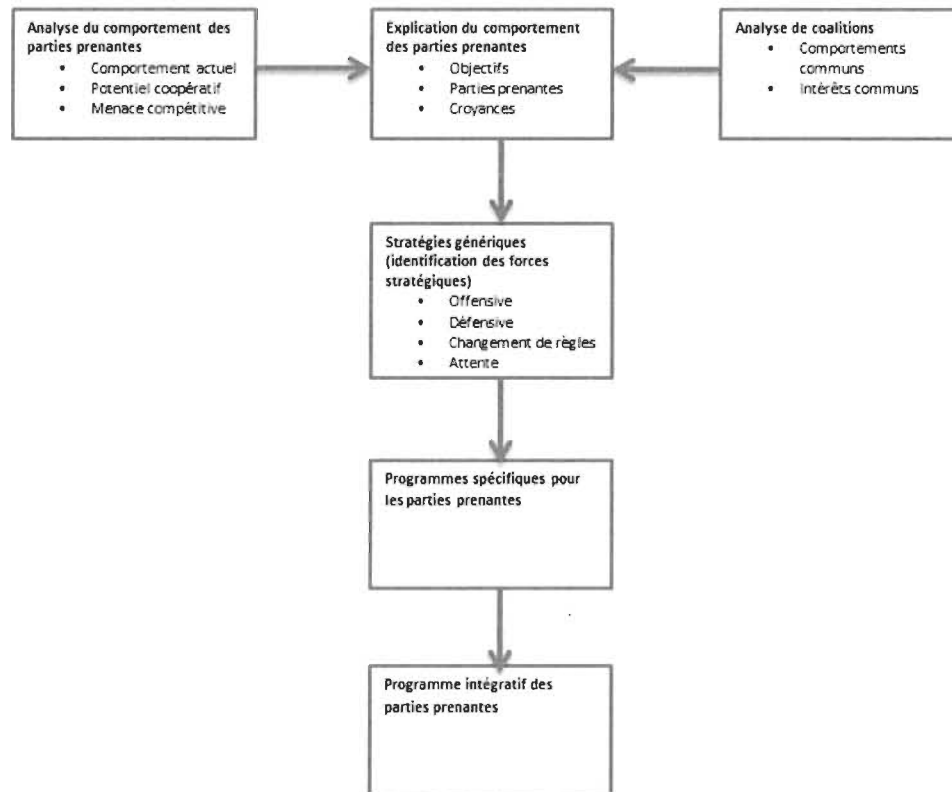 Analyse du comportement des
parties prenantes
• Comportement actuel
• Potentiel coopératif
• Menace compétitive
Explication du comportement
des parties prenantes
• Objectifs
• Parties prenantes
• Croyances
Analyse de coalitions
• Comportements
communs
• Intérêts communs
Stratégies génériques
(identification des forces
stratégiques)
• Offensive
• Défensive
• Changement de règles
• Attente
Programmes spécifiques pour
les parties prenantes
Programme intégratif des
parties prenantes